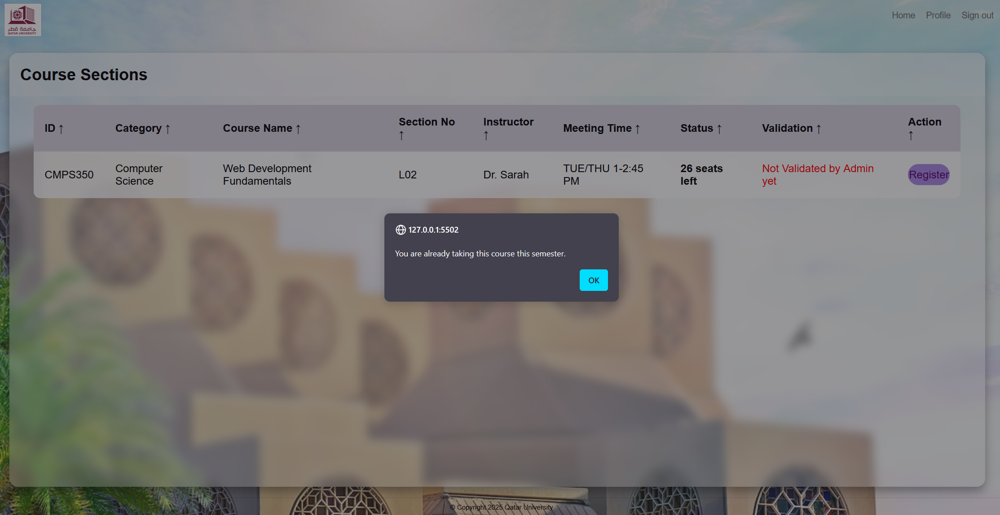 جامعة قطر
QATAR UNIVERSITY
Home Profile Sign out
Course Sections
ID ↑ Category ↑ Course Name ↑ Section No ↑ Instructor ↑ Meeting Time ↑ Status ↑ Validation ↑ Action ↑
CMPS350 Computer Science Web Development Fundamentals L02 Dr. Sarah TUE/THU 1-2:45 PM 26 seats left Not Validated by Admin yet Register
127.0.0.1:5502
You are already taking this course this semester.
OK
© Copyright 2025 Qatar University